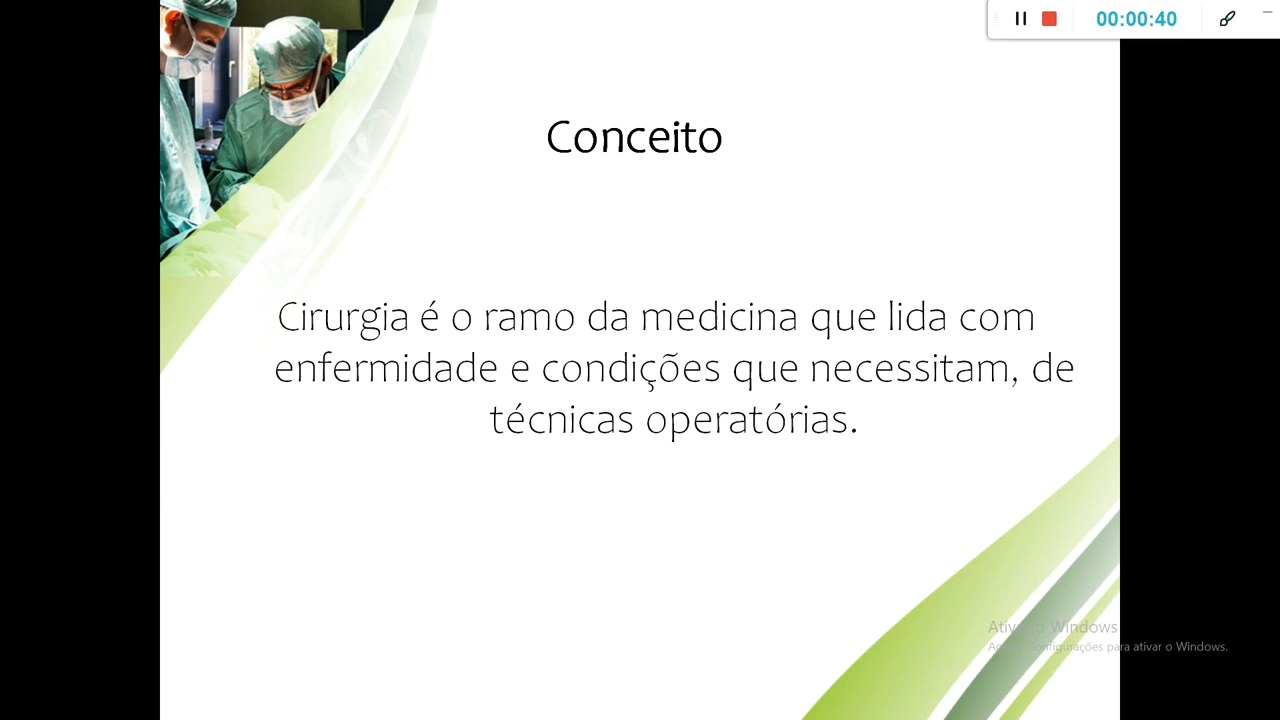 00:00:40
Conceito
Cirurgia é o ramo da medicina que lida com
enfermidade e condições que necessitam, de
técnicas operatórias.
Windows
para ativar o Windows.